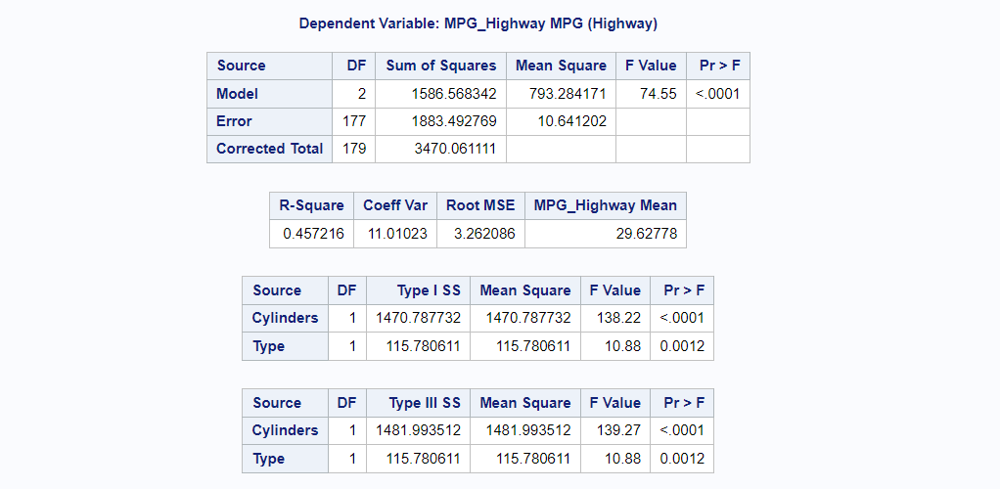 Dependent Variable: MPG_Highway MPG (Highway)
Source DF Sum of Squares Mean Square F Value Pr > F
Model 2 1586.568342 793.284171 74.55 <.0001
Error 177 1883.492769 10.641202
Corrected Total 179 3470.061111
R-Square Coeff Var Root MSE MPG_Highway Mean
0.457216 11.01023 3.262086 29.62778
Source DF Type I SS Mean Square F Value Pr > F
Cylinders 1 1470.787732 1470.787732 138.22 <.0001
Type 1 115.780611 115.780611 10.88 0.0012
Source DF Type III SS Mean Square F Value Pr > F
Cylinders 1 1481.993512 1481.993512 139.27 <.0001
Type 1 115.780611 115.780611 10.88 0.0012